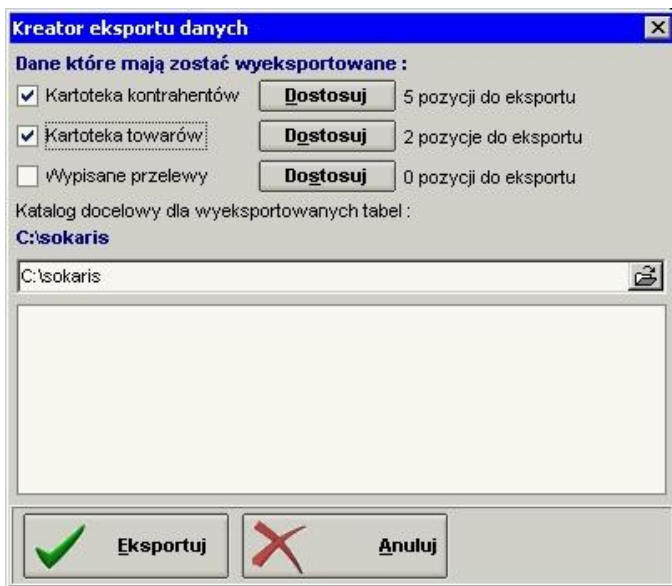 Kreator eksportu danych
Dane które mają zostać wyeksportowane :
Kartoteka kontrahentów Dostosuj 5 pozycji do eksportu
Kartoteka towarów Dostosuj 2 pozycje do eksportu
Wypisane przelewy Dostosuj 0 pozycji do eksportu
Katalog docelowy dla wyeksportowanych tabel :
C:\sokaris
C:\sokaris
Eksportuj Anuluj